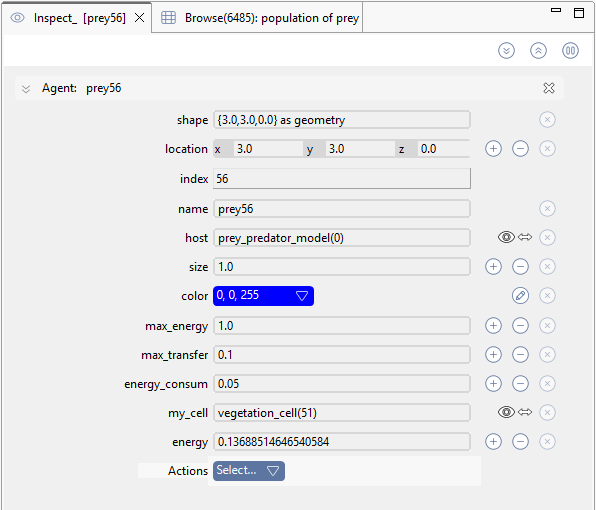 Inspect_ [prey56] Browse(6485): population of prey
Agent: prey56
shape {3.0,3.0,0.0} as geometry
location x 3.0 y 3.0 z 0.0
index 56
name prey56
host prey_predator_model(0)
size 1.0
color 0, 0, 255
max_energy 1.0
max_transfer 0.1
energy_consum 0.05
my_cell vegetation_cell(51)
energy 0.13688514646540584
Actions Select...